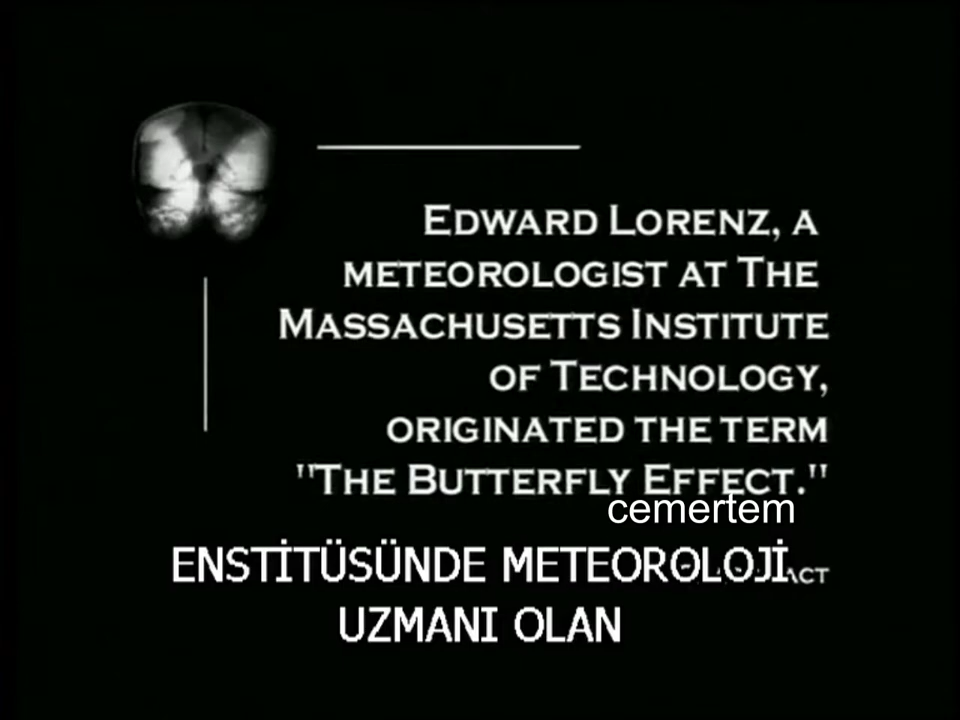 EDWARD LORENZ, A
METEOROLOGIST AT THE
MASSACHUSETTS INSTITUTE
OF TECHNOLOGY,
ORIGINATED THE TERM
"THE BUTTERFLY EFFECT."
cemertem
ENSTİTÜSÜNDE METEOROLOJİ
UZMANI OLAN